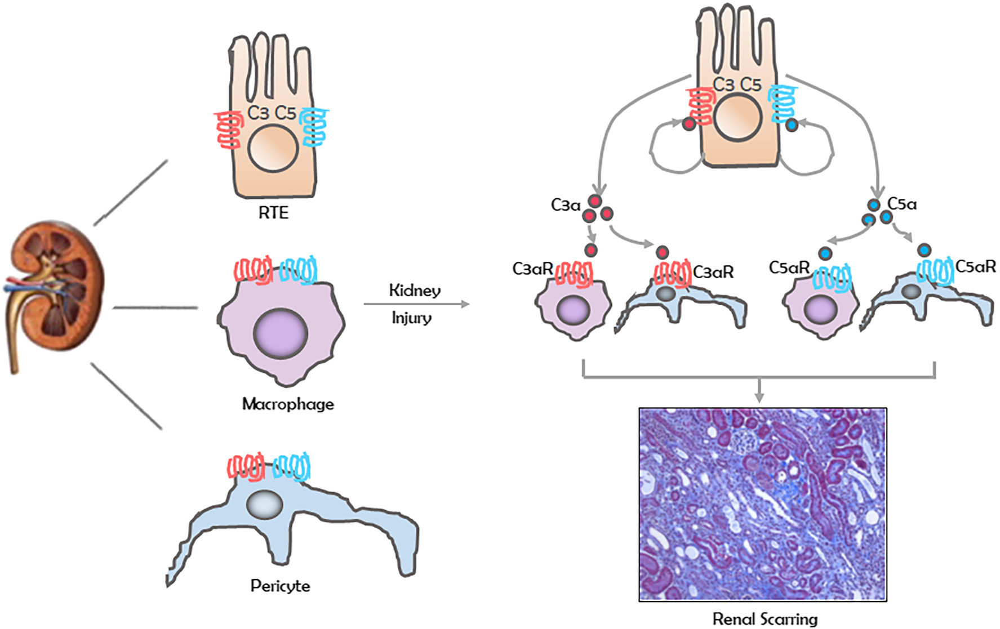 C3 C5
RTE
Macrophage
Pericyte
Kidney
Injury
C3 C5
C3a
C5a
C3aR
C3aR
C5aR
C5aR
Renal Scarring